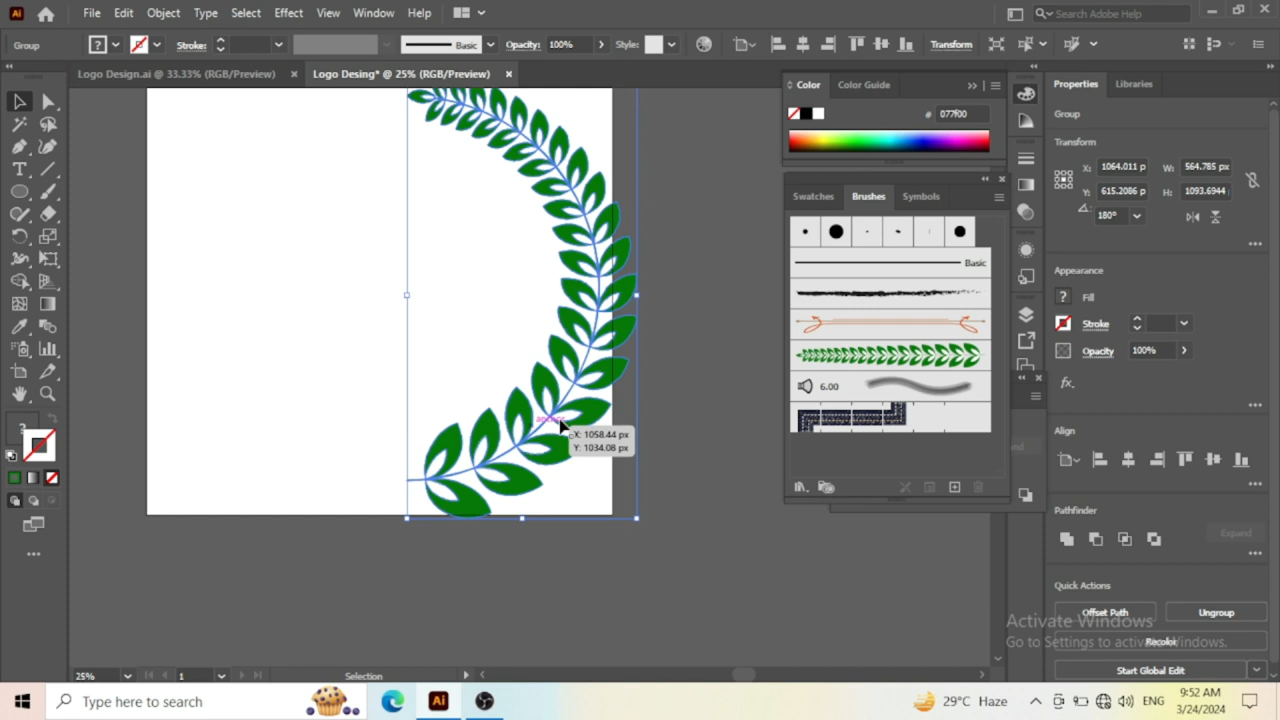 Ai File Edit Object Type Select Effect View Window Help Search Adobe Help
Group ? Stroke: Basic Opacity: 100% Style: Transform
Logo Design.ai @ 33.33% (RGB/Preview) × Logo Desing* @ 25% (RGB/Preview) ×
Color Color Guide
# 077f00
Swatches Brushes Symbols
Basic
6.00
X: 1058.44 px
Y: 1034.08 px
Properties Libraries
Group
Transform
X: 1064.011 p W: 564.785 px
Y: 615.2086 p H: 1093.6944
180°
Appearance
? Fill
Stroke
Opacity 100%
fx.
Align
Pathfinder
Expand
Quick Actions
Offset Path Ungroup
Recolor
Start Global Edit
Activate Windows
Go to Settings to activate Windows.
25% 1 Selection
Type here to search Ai 29°C Haze ENG 9:52 AM
3/24/2024